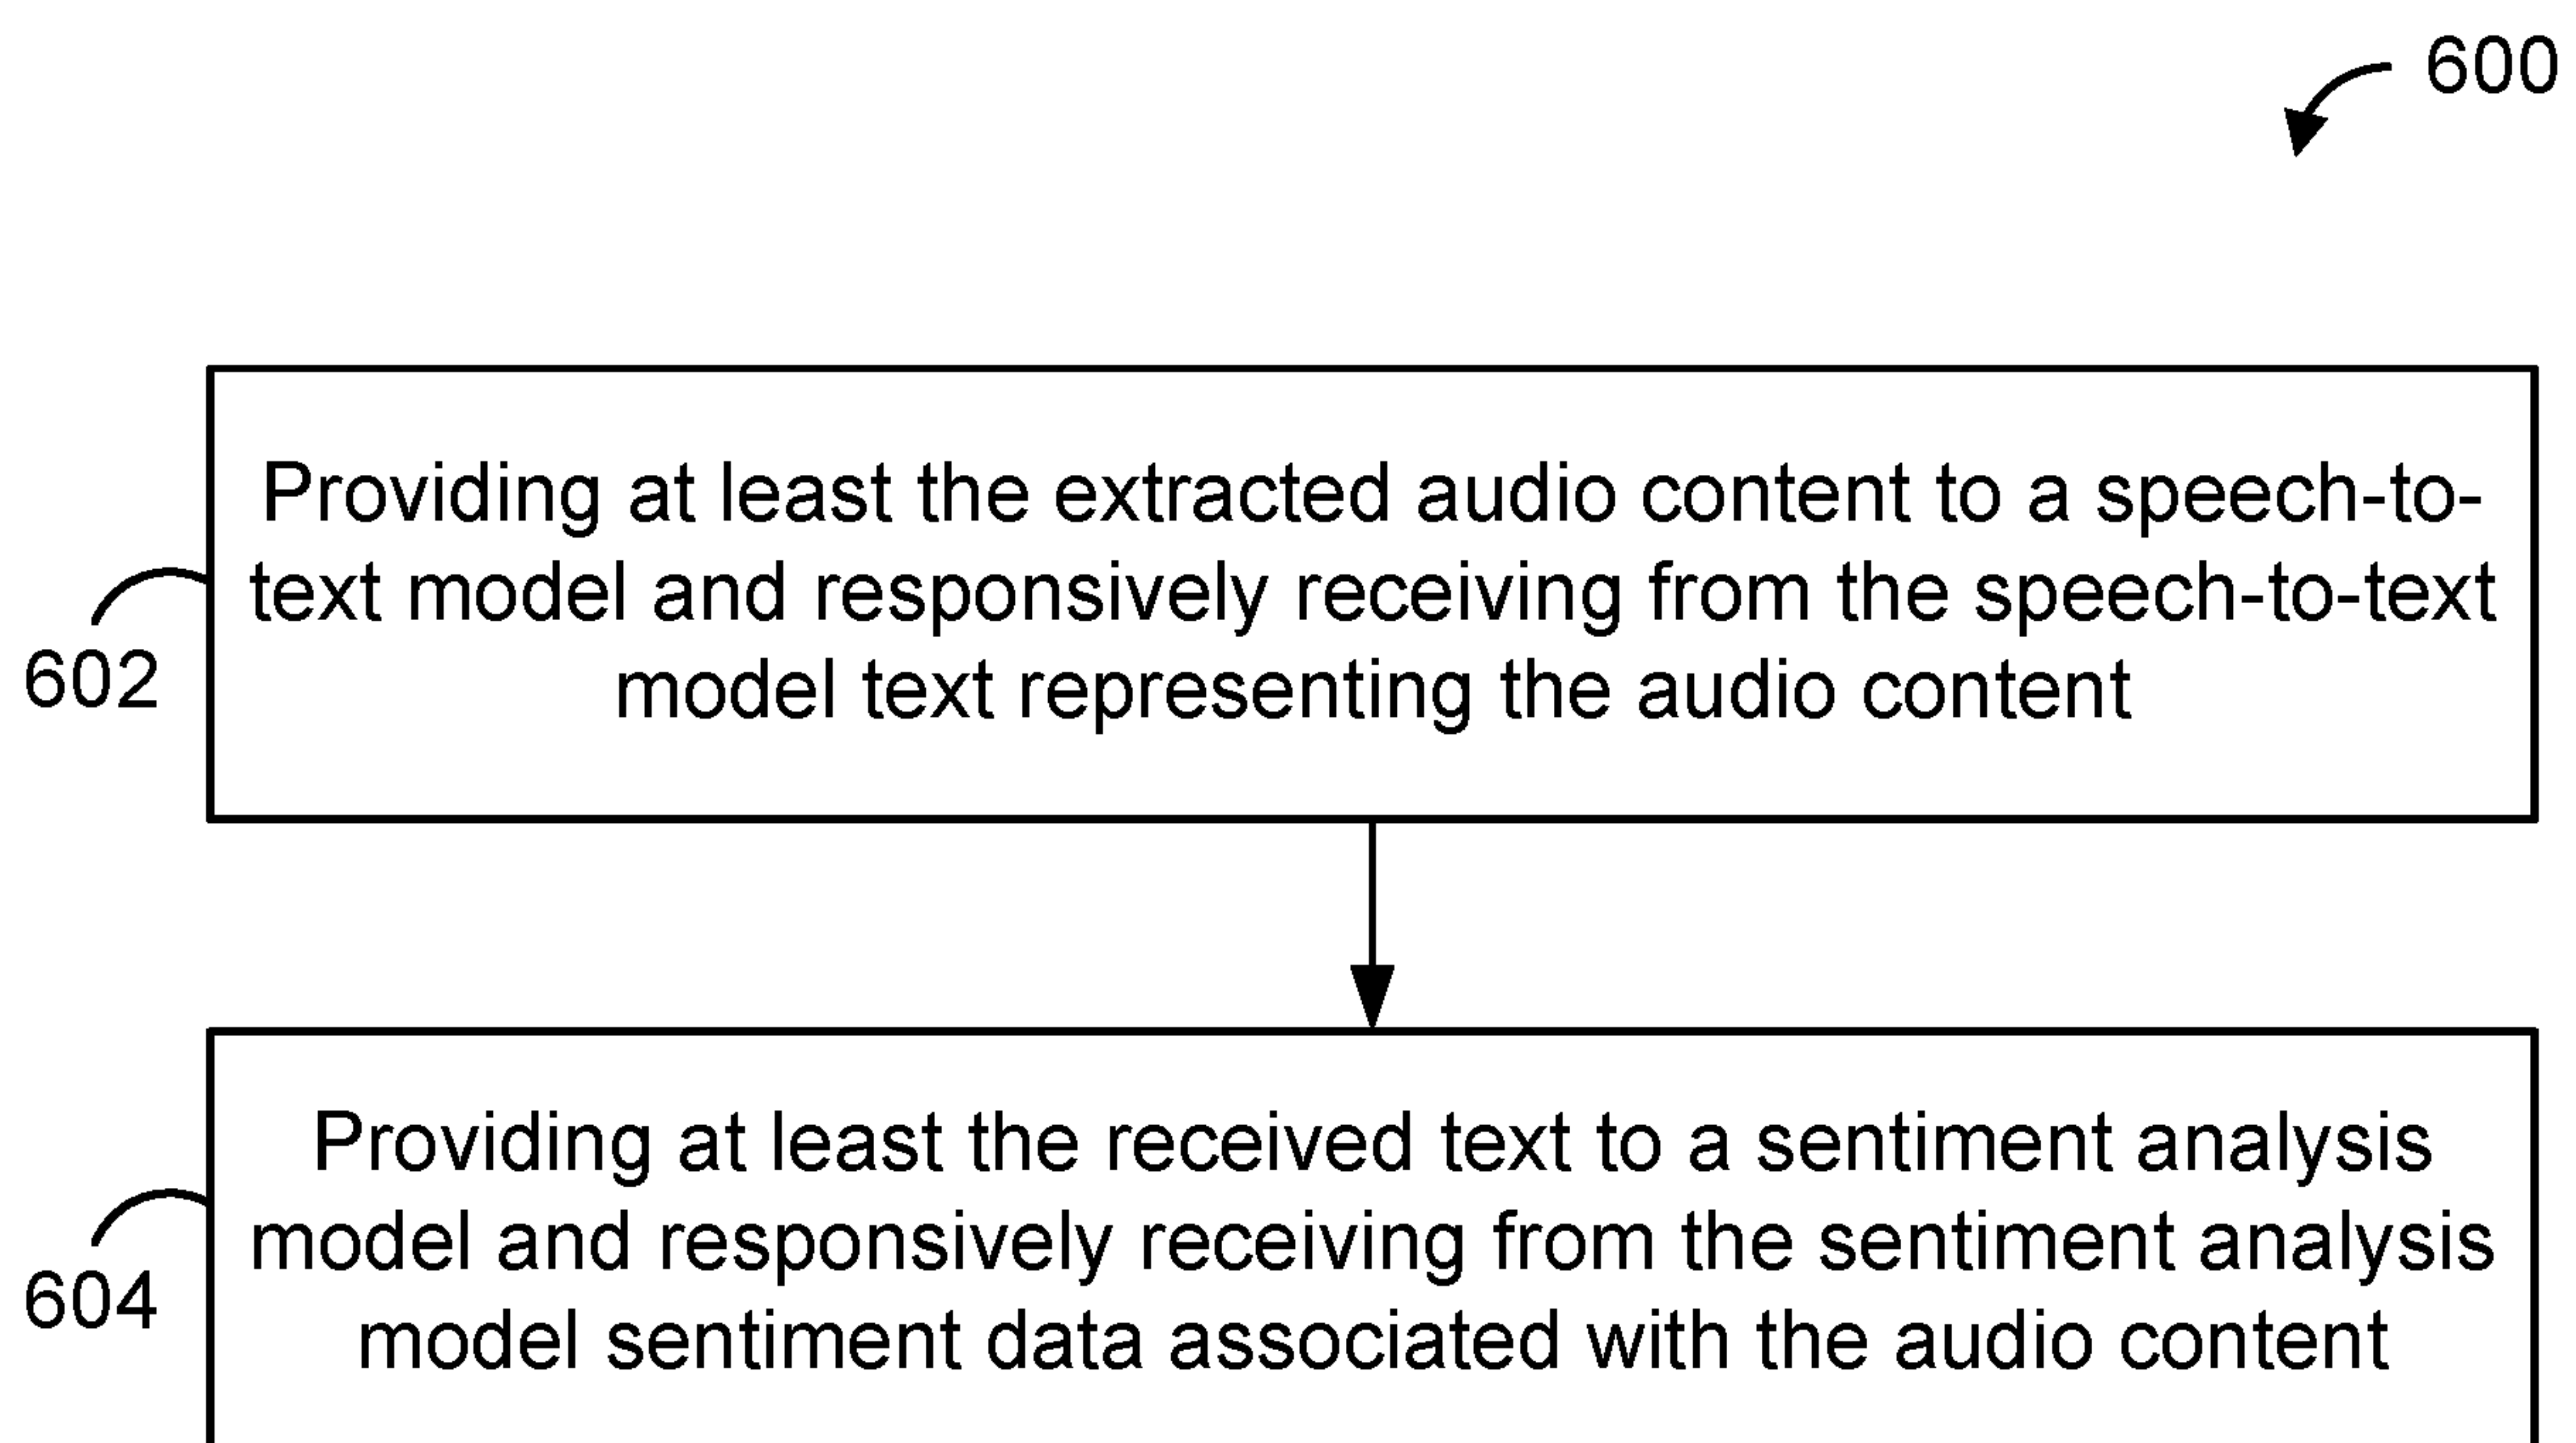 600
Providing at least the extracted audio content to a speech-to-
text model and responsively receiving from the speech-to-text
model text representing the audio content
602
Providing at least the received text to a sentiment analysis
model and responsively receiving from the sentiment analysis
model sentiment data associated with the audio content
604